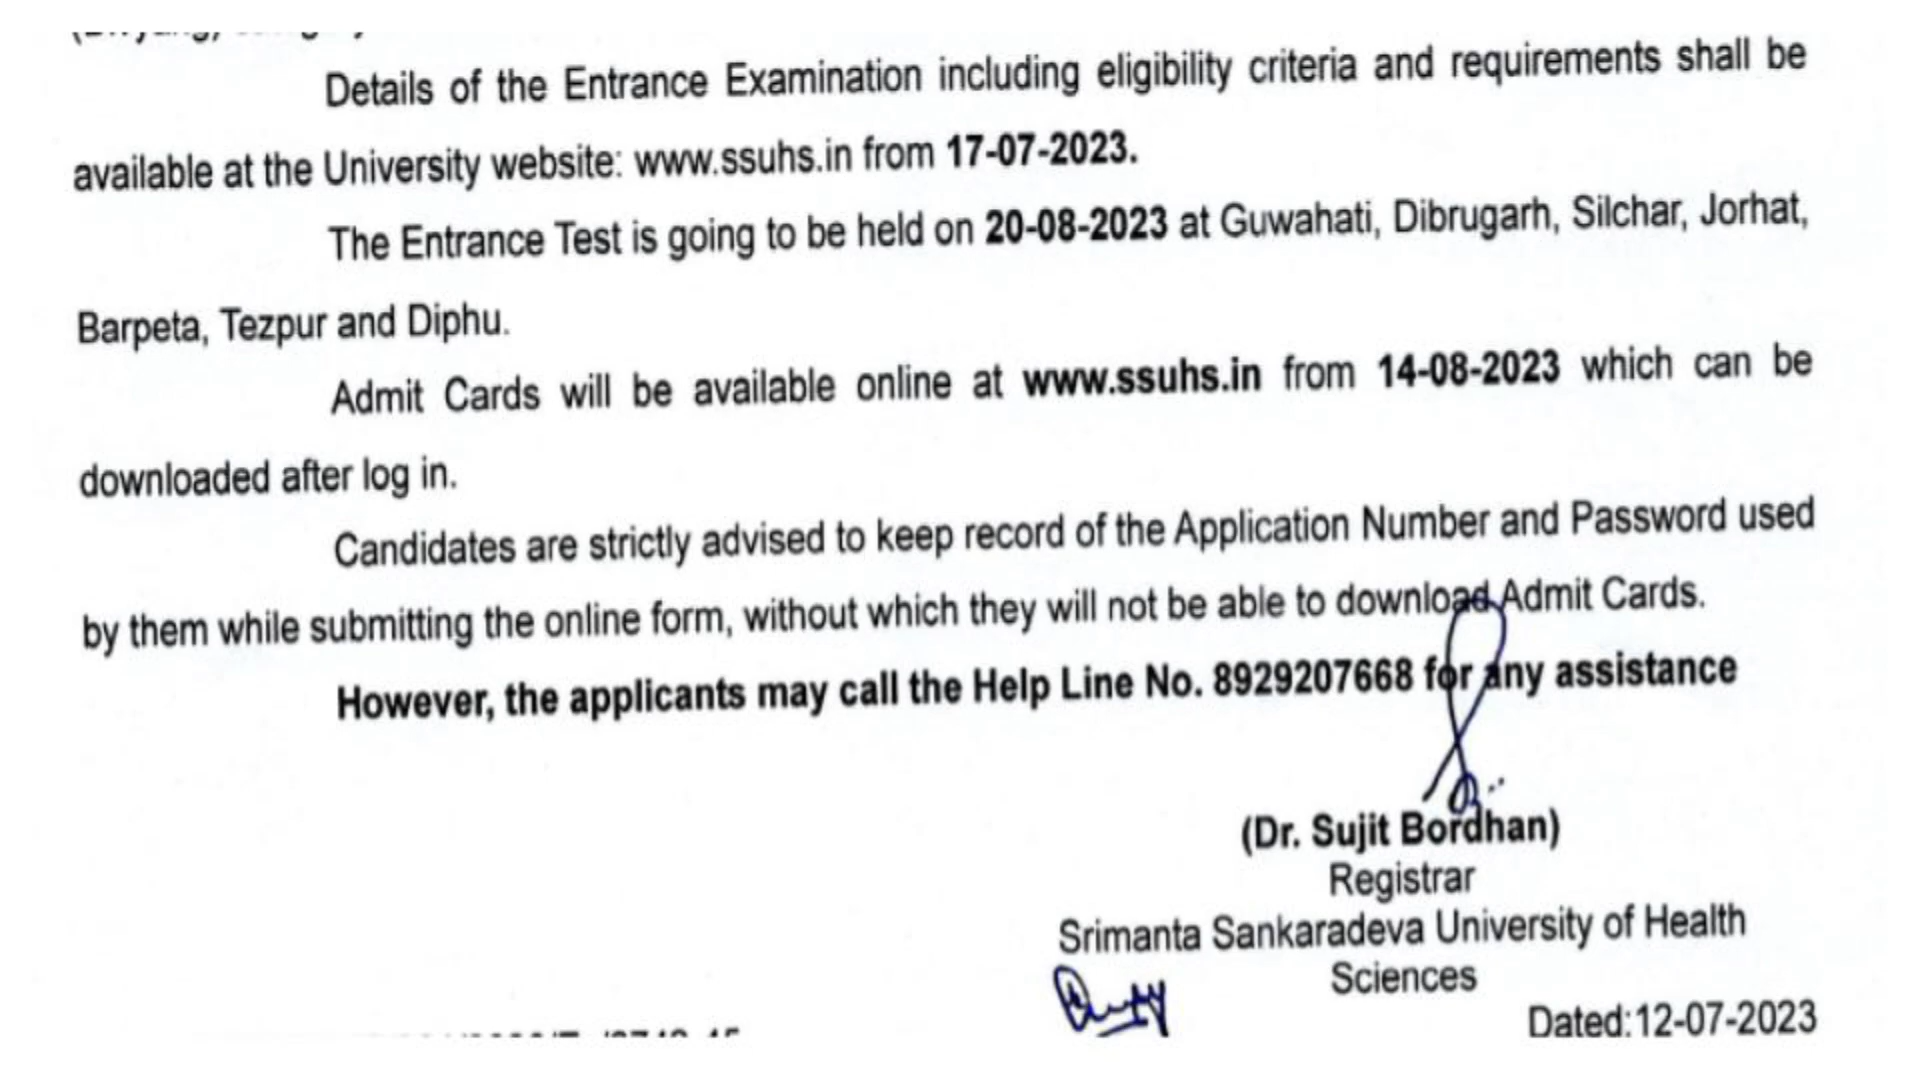 Details of the Entrance Examination including eligibility criteria and requirements shall be
available at the University website: www.ssuhs.in from 17-07-2023.
The Entrance Test is going to be held on 20-08-2023 at Guwahati, Dibrugarh, Silchar, Jorhat,
Barpeta, Tezpur and Diphu.
Admit Cards will be available online at www.ssuhs.in from 14-08-2023 which can be
downloaded after log in.
Candidates are strictly advised to keep record of the Application Number and Password used
by them while submitting the online form, without which they will not be able to download Admit Cards.
However, the applicants may call the Help Line No. 8929207668 for any assistance
(Dr. Sujit Bordhan)
Registrar
Srimanta Sankaradeva University of Health
Sciences
Dated:12-07-2023